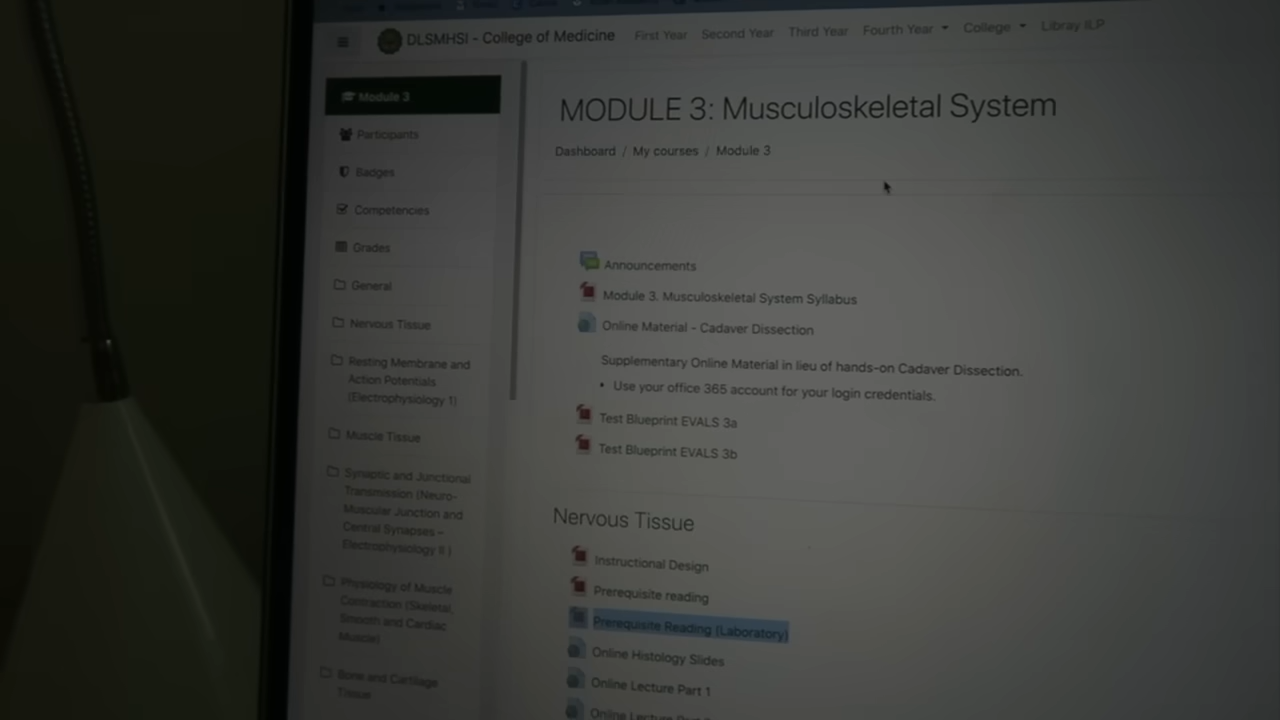 DLSMHSI - College of Medicine
First Year
Second Year
Third Year
Fourth Year
College
Libray ILP
Module 3
Participants
Badges
Competencies
Grades
General
Nervous Tissue
Resting Membrane and
Action Potentials
(Electrophysiology 1)
Muscle Tissue
Synaptic and Junctional
Transmission (Neuro-
Muscular Junction and
Central Synapses –
Electrophysiology II )
Physiology of Muscle
Contraction (Skeletal,
Smooth and Cardiac
Muscle)
Bone and Cartilage
Tissue
MODULE 3: Musculoskeletal System
Dashboard / My courses / Module 3
Announcements
Module 3. Musculoskeletal System Syllabus
Online Material - Cadaver Dissection
Supplementary Online Material in lieu of hands-on Cadaver Dissection.
• Use your office 365 account for your login credentials.
Test Blueprint EVALS 3a
Test Blueprint EVALS 3b
Nervous Tissue
Instructional Design
Prerequisite reading
Prerequisite Reading (Laboratory)
Online Histology Slides
Online Lecture Part 1
Online Lecture